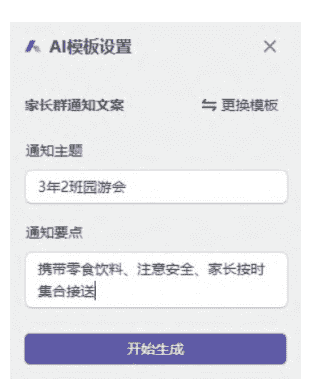 AI模板设置
家长群通知文案
更换模板
通知主题
3年2班园游会
通知要点
携带零食饮料、注意安全、家长按时
集合接送
开始生成